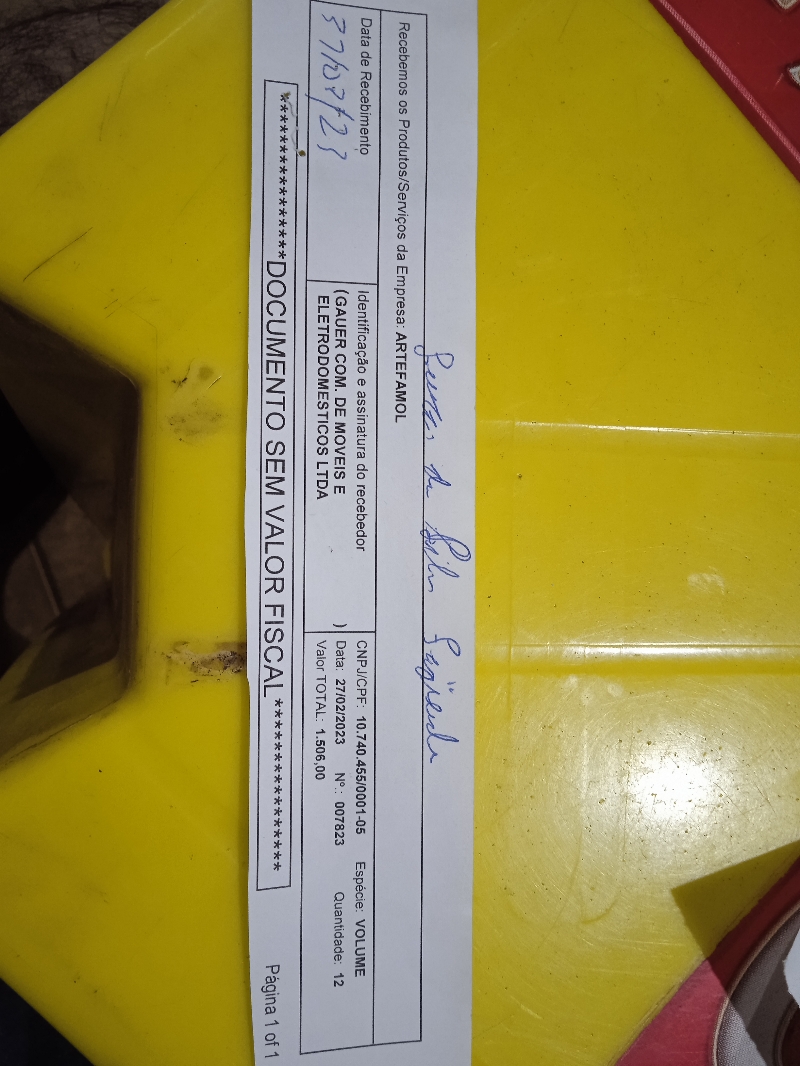 da Silva
Recebemos os Produtos/Serviços da Empresa: ARTEFAMOL
Data de Recebimento
Identificação e assinatura do recebedor
(GAUER COM. DE MOVEIS E
ELETRODOMESTICOS LTDA )
CNPJ/CPF: 10.740.455/0001-05 Espécie: VOLUME
Data: 27/02/2023 Nº.: 007823 Quantidade: 12
Valor TOTAL: 1.506,00
*****************DOCUMENTO SEM VALOR FISCAL*****************
Página 1 of 1